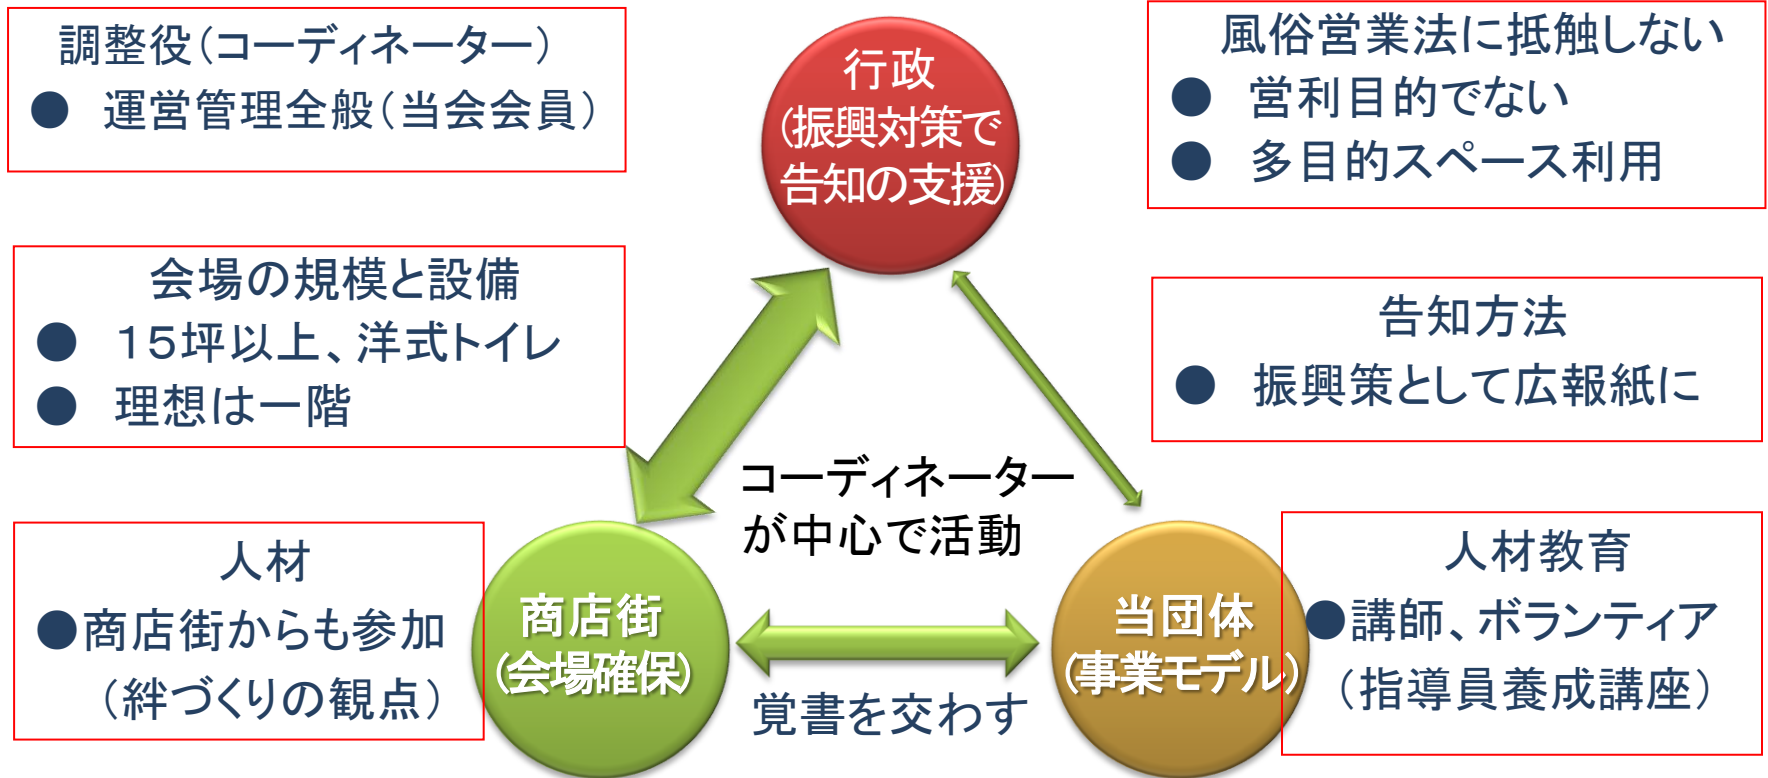 調整役(コーディネーター)
● 運営管理全般(当会会員)
行政
(振興対策で
告知の支援)
風俗営業法に抵触しない
● 営利目的でない
● 多目的スペース利用
会場の規模と設備
● 15坪以上、洋式トイレ
● 理想は一階
告知方法
● 振興策として広報紙に
コーディネーター
が中心で活動
人材
●商店街からも参加
(絆づくりの観点)
商店街
(会場確保)
覚書を交わす
当団体
(事業モデル)
人材教育
●講師、ボランティア
(指導員養成講座)